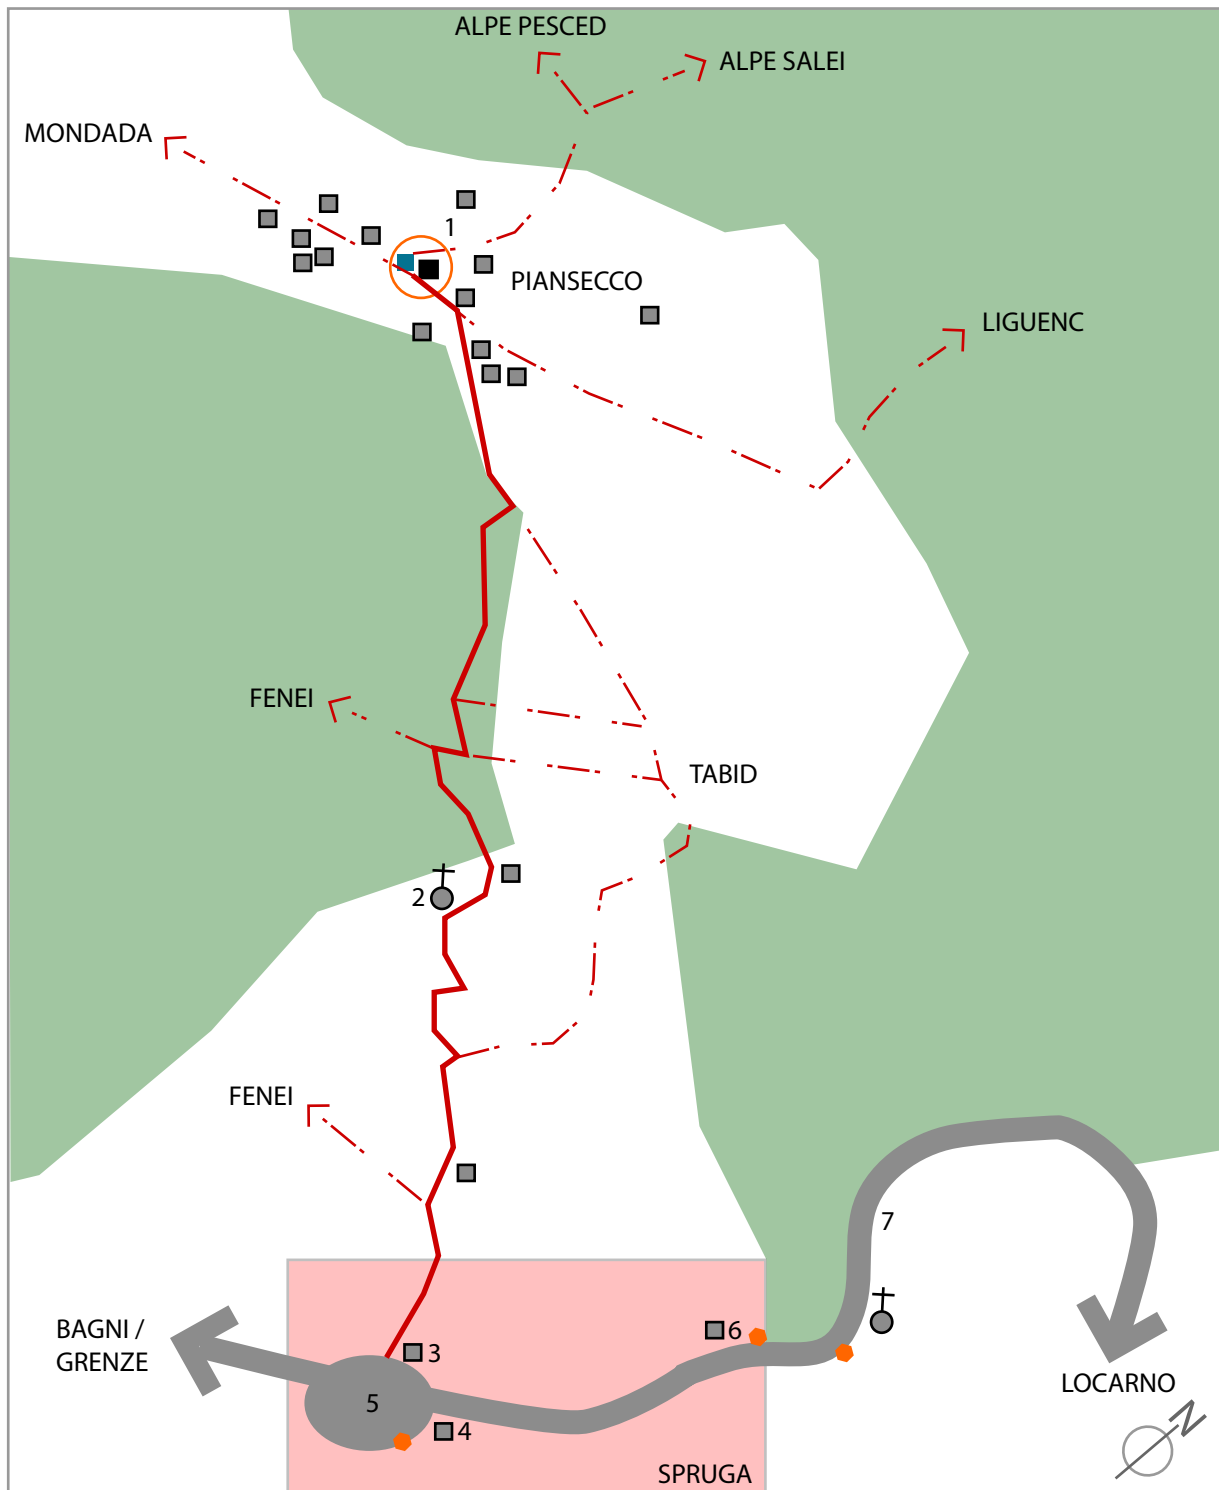 ALPE PESCED
ALPE SALEI
MONDADA
1
PIANSECCO
LIGUENC
FENEI
TABID
2
FENEI
7
BAGNI /
GRENZE
6
3
LOCARNO
5
4
SPRUGA
N